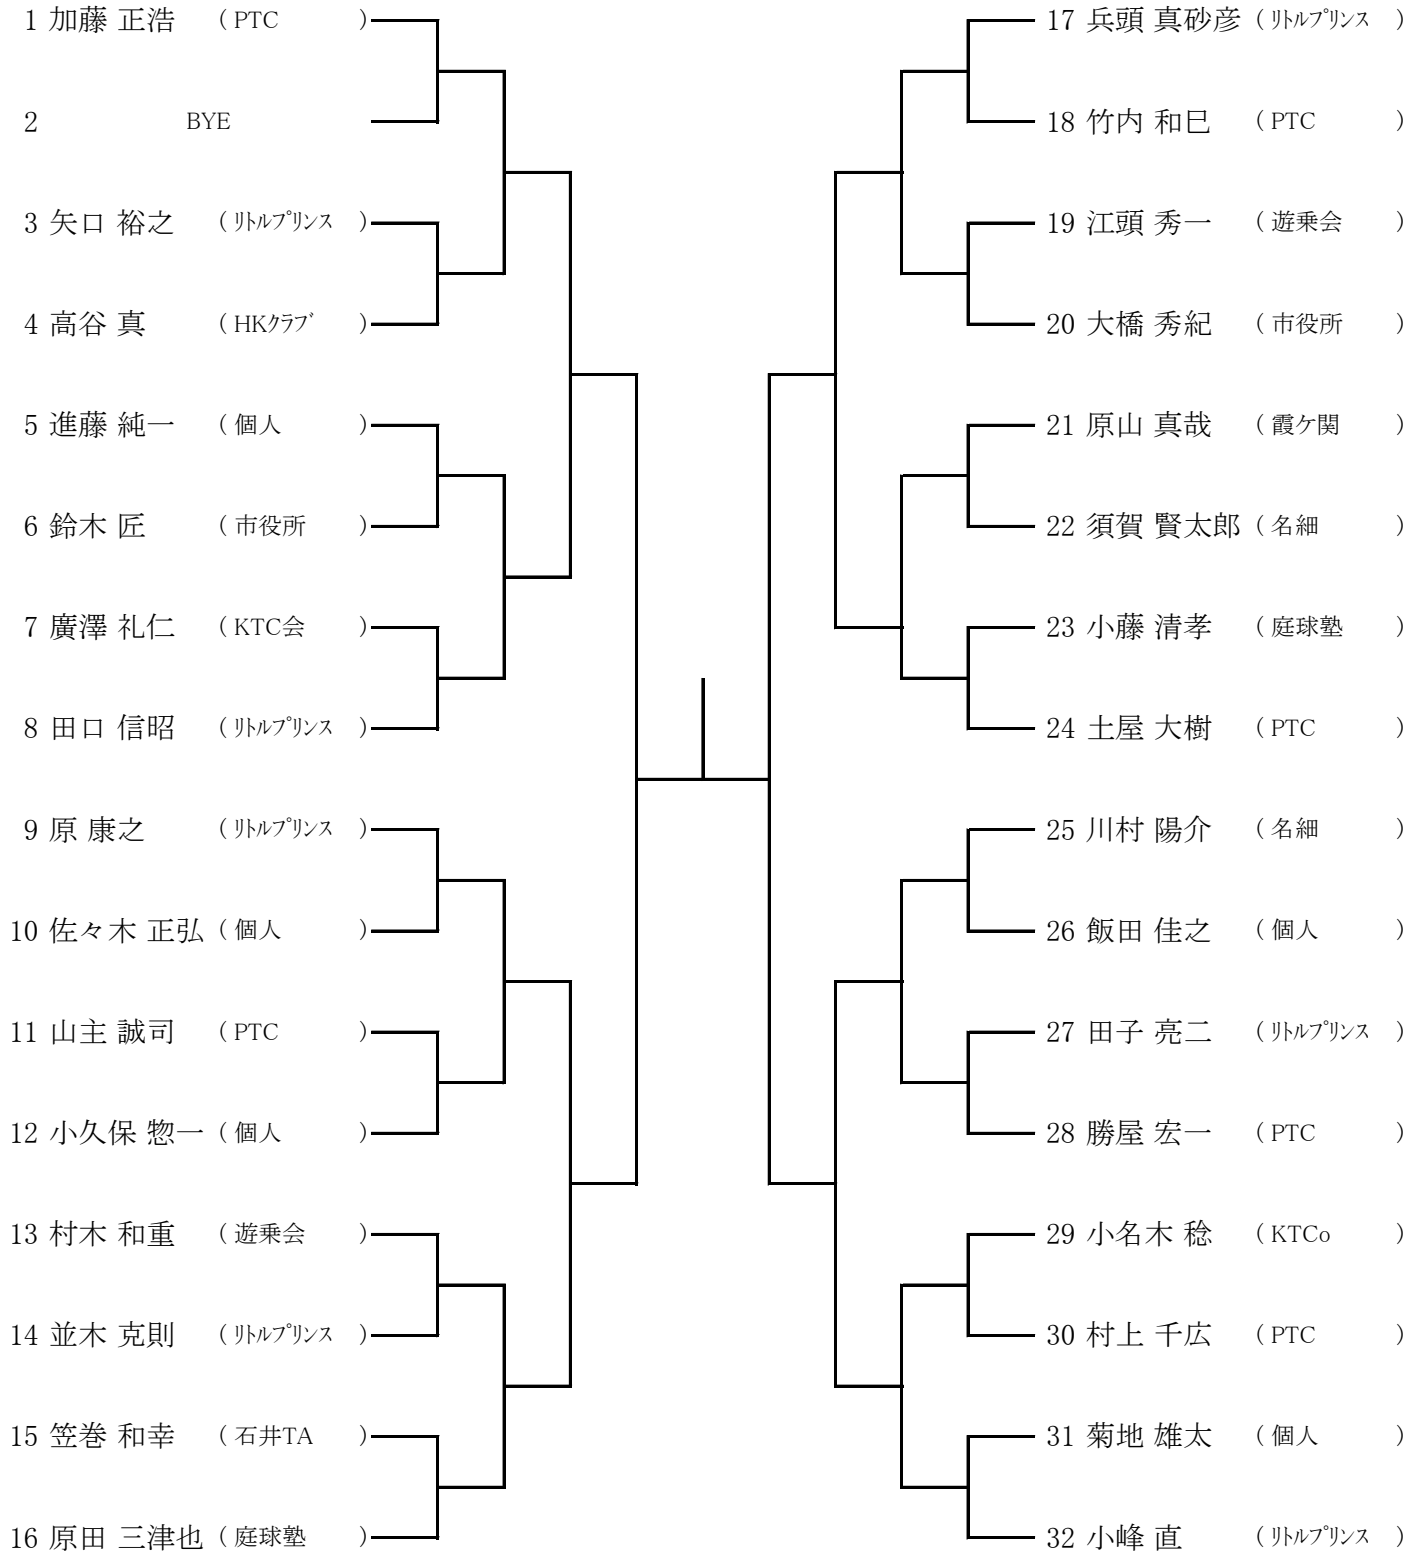 1 加藤 正浩 （ PTC ）
2 BYE
3 矢口 裕之 （ ﾘﾄﾙﾌﾟﾘﾝｽ ）
4 高谷 真 （ HKｸﾗﾌﾞ ）
5 進藤 純一 （ 個人 ）
6 鈴木 匠 （ 市役所 ）
7 廣澤 礼仁 （ KTC会 ）
8 田口 信昭 （ ﾘﾄﾙﾌﾟﾘﾝｽ ）
9 原 康之 （ ﾘﾄﾙﾌﾟﾘﾝｽ ）
10 佐々木 正弘 （ 個人 ）
11 山主 誠司 （ PTC ）
12 小久保 惣一 （ 個人 ）
13 村木 和重 （ 遊乗会 ）
14 並木 克則 （ ﾘﾄﾙﾌﾟﾘﾝｽ ）
15 笠巻 和幸 （ 石井TA ）
16 原田 三津也 （ 庭球塾 ）
17 兵頭 真砂彦 （ ﾘﾄﾙﾌﾟﾘﾝｽ ）
18 竹内 和巳 （ PTC ）
19 江頭 秀一 （ 遊乗会 ）
20 大橋 秀紀 （ 市役所 ）
21 原山 真哉 （ 霞ケ関 ）
22 須賀 賢太郎 （ 名細 ）
23 小藤 清孝 （ 庭球塾 ）
24 土屋 大樹 （ PTC ）
25 川村 陽介 （ 名細 ）
26 飯田 佳之 （ 個人 ）
27 田子 亮二 （ ﾘﾄﾙﾌﾟﾘﾝｽ ）
28 勝屋 宏一 （ PTC ）
29 小名木 稔 （ KTCo ）
30 村上 千広 （ PTC ）
31 菊地 雄太 （ 個人 ）
32 小峰 直 （ ﾘﾄﾙﾌﾟﾘﾝｽ ）